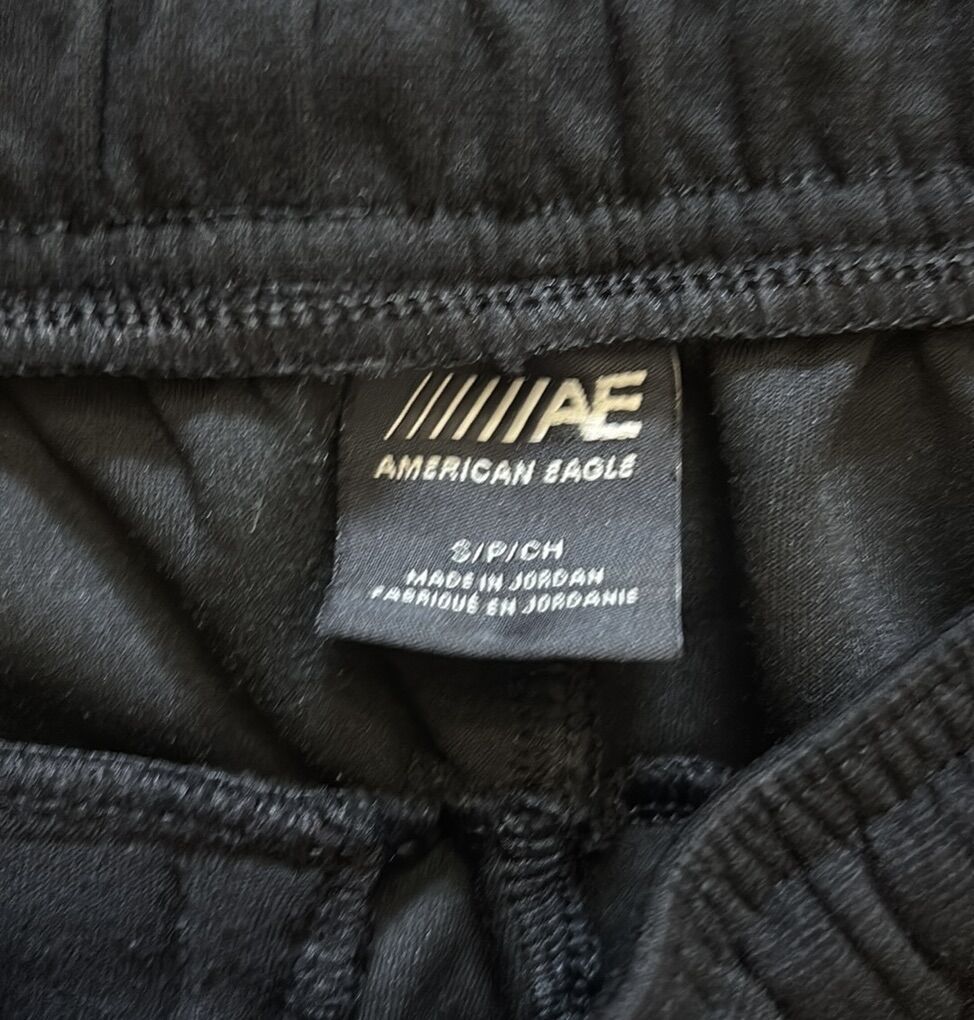 AE
AMERICAN EAGLE
S/P/CH
MADE IN JORDAN
FABRIQUÉ EN JORDANIE